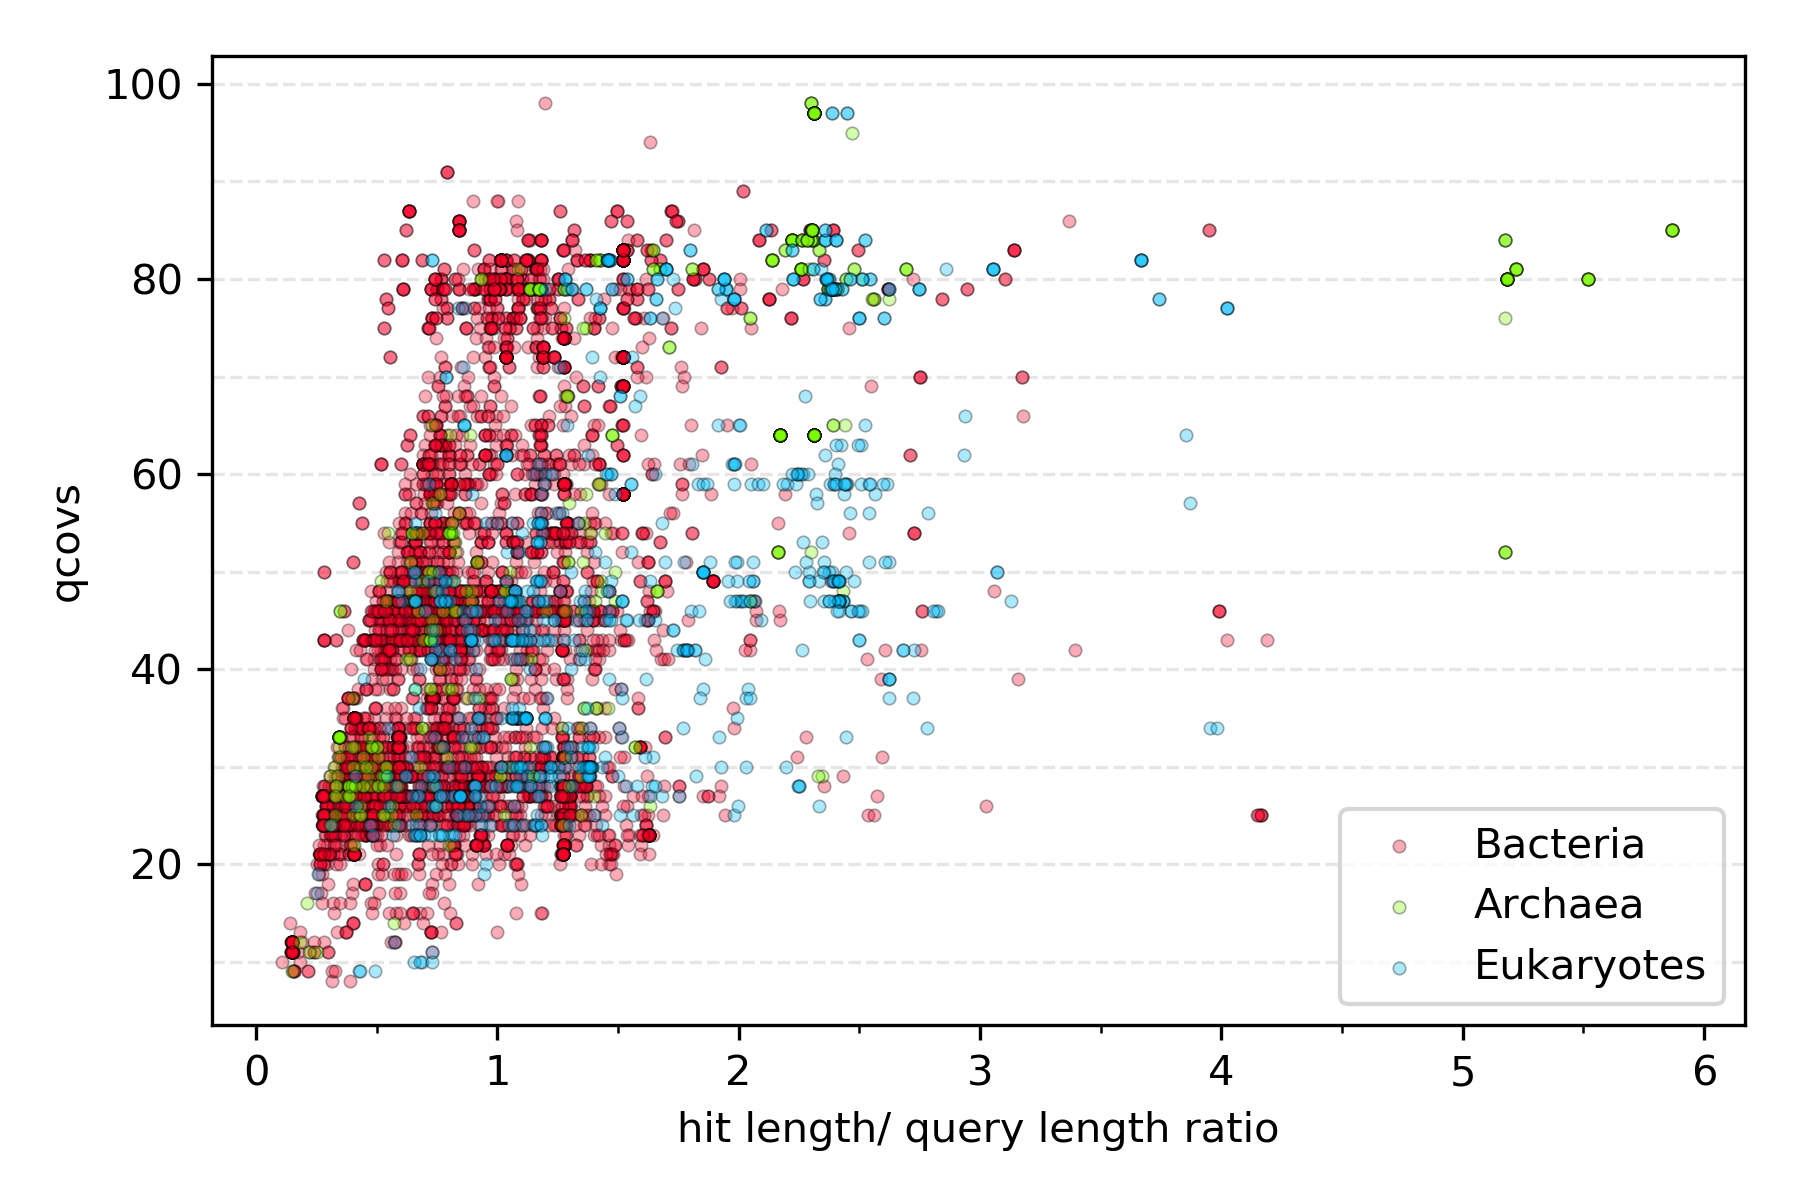 100
80
60
40
20
qcovs
Bacteria
Archaea
Eukaryotes
0 1 2 3 4 5 6
hit length/ query length ratio